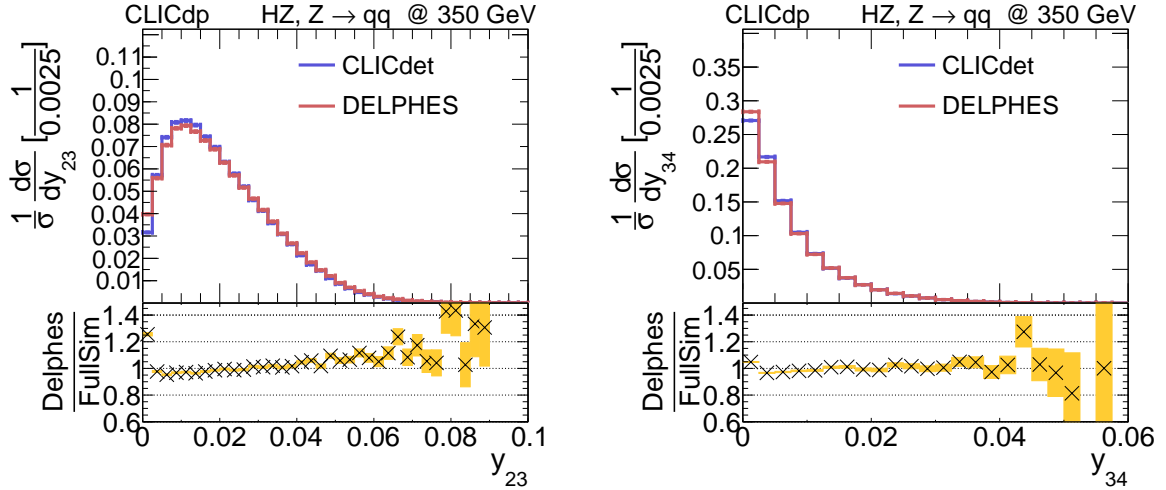 CLICdp HZ, Z → qq @ 350 GeV
CLICdet
DELPHES
1/σ dσ/dy23 [1/0.0025]
0.11
0.1
0.09
0.08
0.07
0.06
0.05
0.04
0.03
0.02
0.01
Delphes
FullSim
1.4
1.2
1
0.8
0.6
0 0.02 0.04 0.06 0.08 0.1
y23
CLICdp HZ, Z → qq @ 350 GeV
CLICdet
DELPHES
1/σ dσ/dy34 [1/0.0025]
0.35
0.3
0.25
0.2
0.15
0.1
0.05
Delphes
FullSim
1.4
1.2
1
0.8
0.6
0 0.02 0.04 0.06
y34